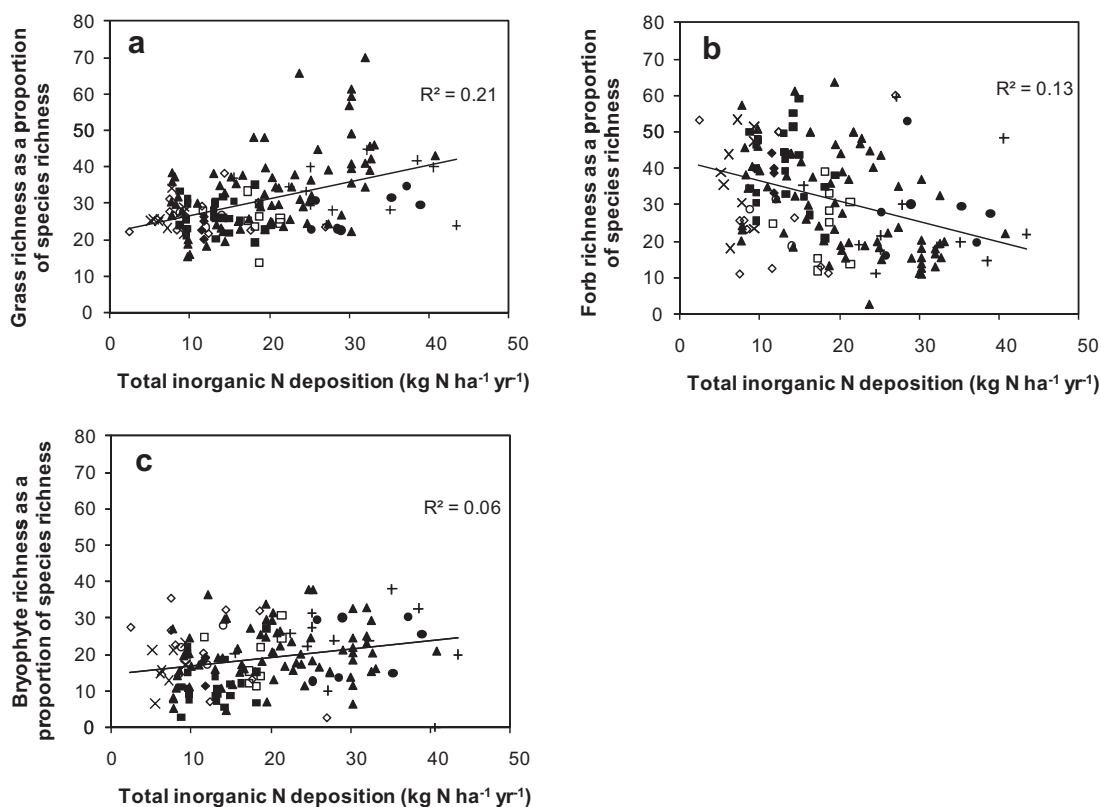 a
R² = 0.21
Grass richness as a proportion
of species richness
80
70
60
50
40
30
20
10
0
0 10 20 30 40 50
Total inorganic N deposition (kg N ha⁻¹ yr⁻¹)
b
R² = 0.13
Forb richness as a proportion
of species richness
80
70
60
50
40
30
20
10
0
0 10 20 30 40 50
Total inorganic N deposition (kg N ha⁻¹ yr⁻¹)
c
R² = 0.06
Bryophyte richness as a
proportion of species richness
80
70
60
50
40
30
20
10
0
0 10 20 30 40 50
Total inorganic N deposition (kg N ha⁻¹ yr⁻¹)